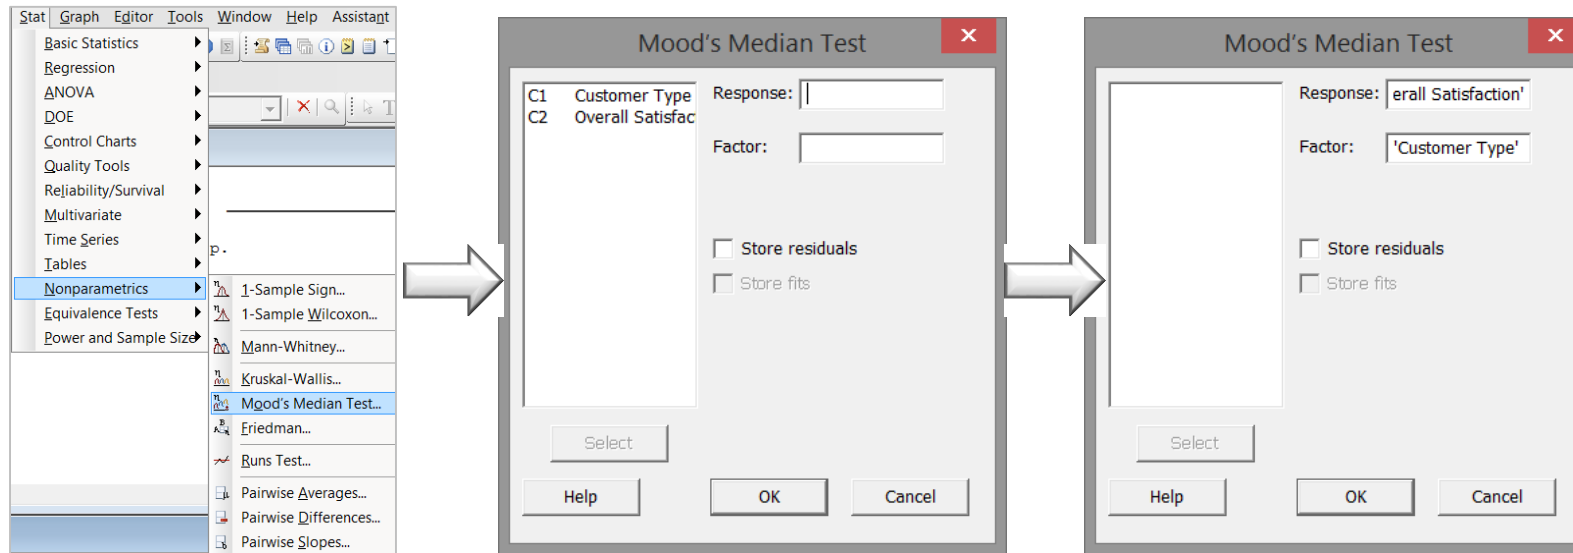 Stat Graph Editor Tools Window Help Assistant
Basic Statistics
Regression
ANOVA
DOE
Control Charts
Quality Tools
Reliability/Survival
Multivariate
Time Series
Tables
Nonparametrics
Equivalence Tests
Power and Sample Size
p.
1-Sample Sign...
1-Sample Wilcoxon...
Mann-Whitney...
Kruskal-Wallis...
Mood's Median Test...
Friedman...
Runs Test...
Pairwise Averages...
Pairwise Differences...
Pairwise Slopes...
Mood's Median Test
C1 Customer Type
C2 Overall Satisfac
Response:
Factor:
Store residuals
Store fits
Select
Help OK Cancel
Mood's Median Test
Response: erall Satisfaction'
Factor: 'Customer Type'
Store residuals
Store fits
Select
Help OK Cancel